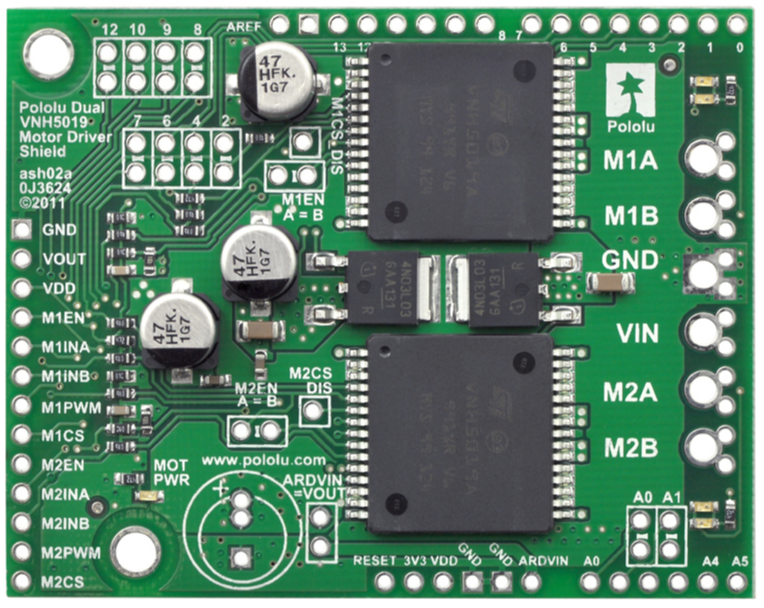 12 10 9 8
AREF
13 12 8 7 6 5 4 3 2 1 0
47
HFK.
1G7
Pololu Dual
VNH5019
Motor Driver
Shield
ash02a
0J3624
©2011
7 6 4 2
M1CS DIS
M1EN
A = B
Pololu
M1A
M1B
GND
VIN
M2A
M2B
GND
VOUT
VDD
M1EN
M1INA
M1INB
M1PWM
M1CS
M2EN
M2INA
M2INB
M2PWM
M2CS
47
HFK.
1G7
47
HFK.
1G7
4N03L03
GAA131
R
4N03L03
GAA131
R
M2EN
A = B
M2CS
DIS
www.pololu.com
MOT
PWR
+
ARDVIN
=VOUT
A0 A1
RESET 3V3 VDD GND GND ARDVIN A0 A4 A5